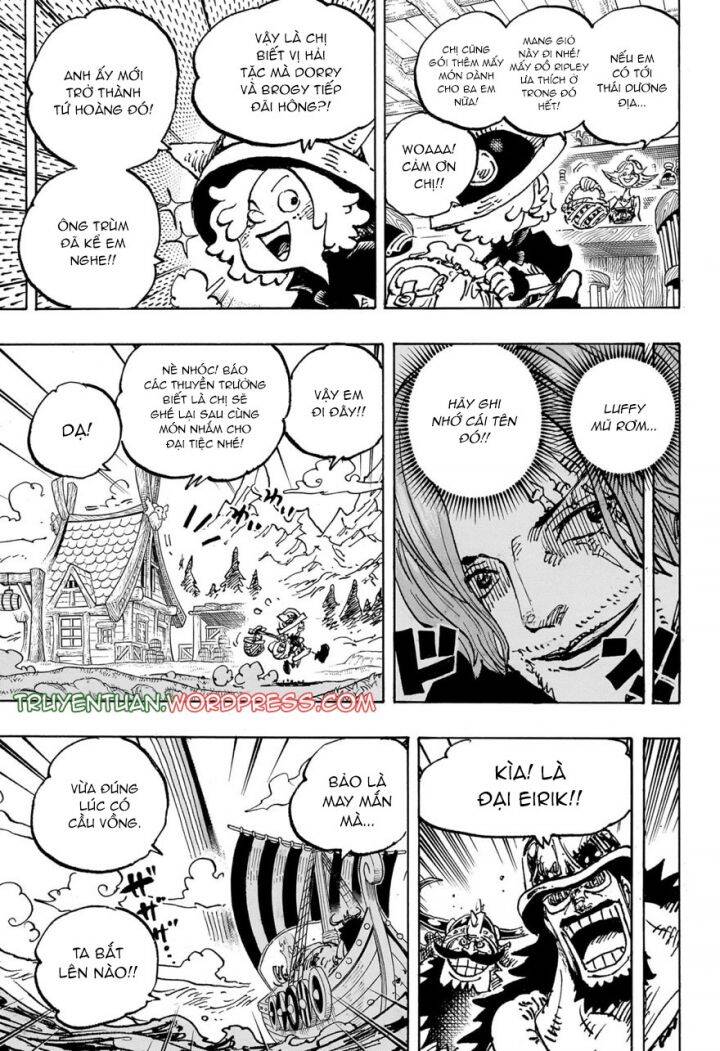 NẾU EM
CÓ TỚI
THÁI DƯƠNG
ĐỊA...
MANG GIỎ
NÀY ĐI NHÉ!
MẤY ĐỒ RIPLEY
ƯA THÍCH Ở
TRONG ĐÓ
HẾT!
CHỊ CŨNG
GÓI THÊM MẤY
MÓN DÀNH
CHO BA EM
NỮA!
WOAAA!
CẢM ƠN
CHỊ!!
VẬY LÀ CHỊ
BIẾT VỊ HẢI
TẶC MÀ DORRY
VÀ BROGY TIẾP
ĐÃI HÔNG?!
ANH ẤY MỚI
TRỞ THÀNH
TỨ HOÀNG ĐÓ!
ÔNG TRÙM
ĐÃ KỂ EM
NGHE!!
LUFFY
MŨ RƠM...
HÃY GHI
NHỚ CÁI TÊN
ĐÓ!!
ド
VẬY EM
ĐI ĐÂY!!
NÈ NHÓC! BÁO
CÁC THUYỀN TRƯỞNG
BIẾT LÀ CHỊ SẼ
GHÉ LẠI SAU CÙNG
MÓN NHẮM CHO
ĐẠI TIỆC NHÉ!
DẠ!
TRUYENTUAN.WORDPRESS.COM
KÌA! LÀ
ĐẠI EIRIK!!
BẢO LÀ
MAY MẮN
MÀ...
VỪA ĐÚNG
LÚC CÓ
CẦU VỒNG.
TA BẮT
LÊN NÀO!!